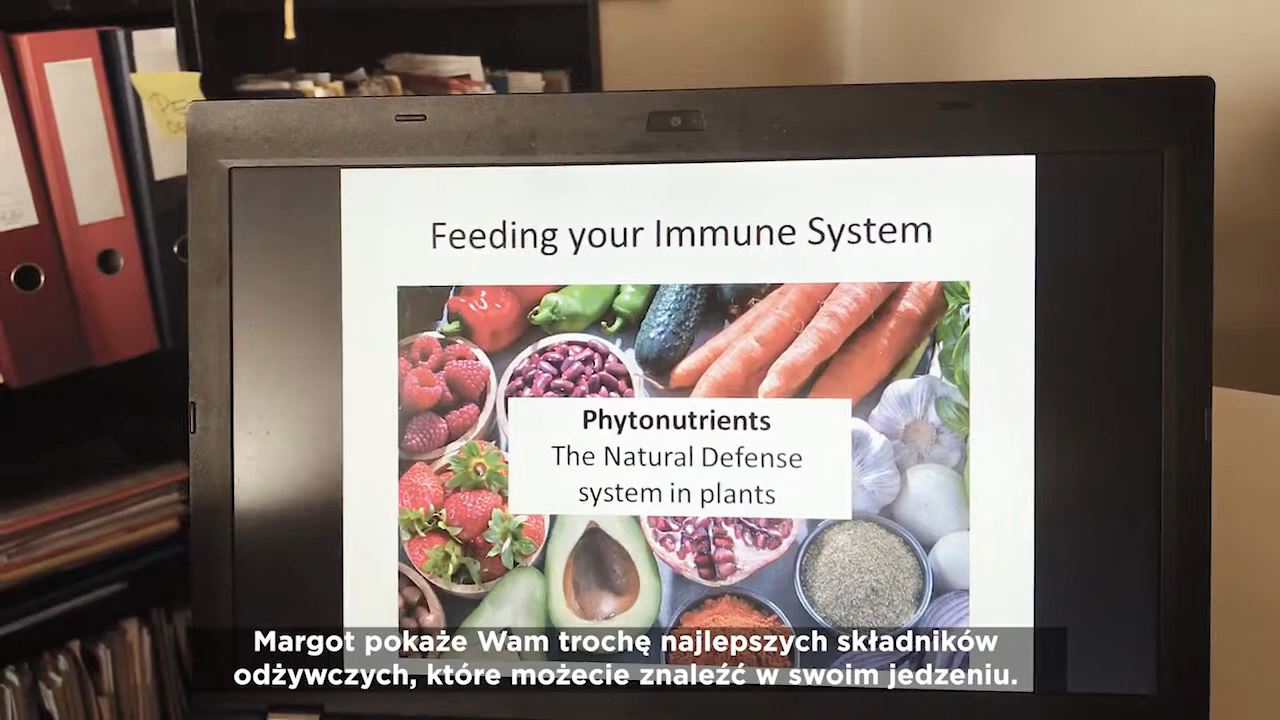 Feeding your Immune System
Phytonutrients
The Natural Defense
system in plants
Margot pokaże Wam trochę najlepszych składników
odżywczych, które możecie znaleźć w swoim jedzeniu.